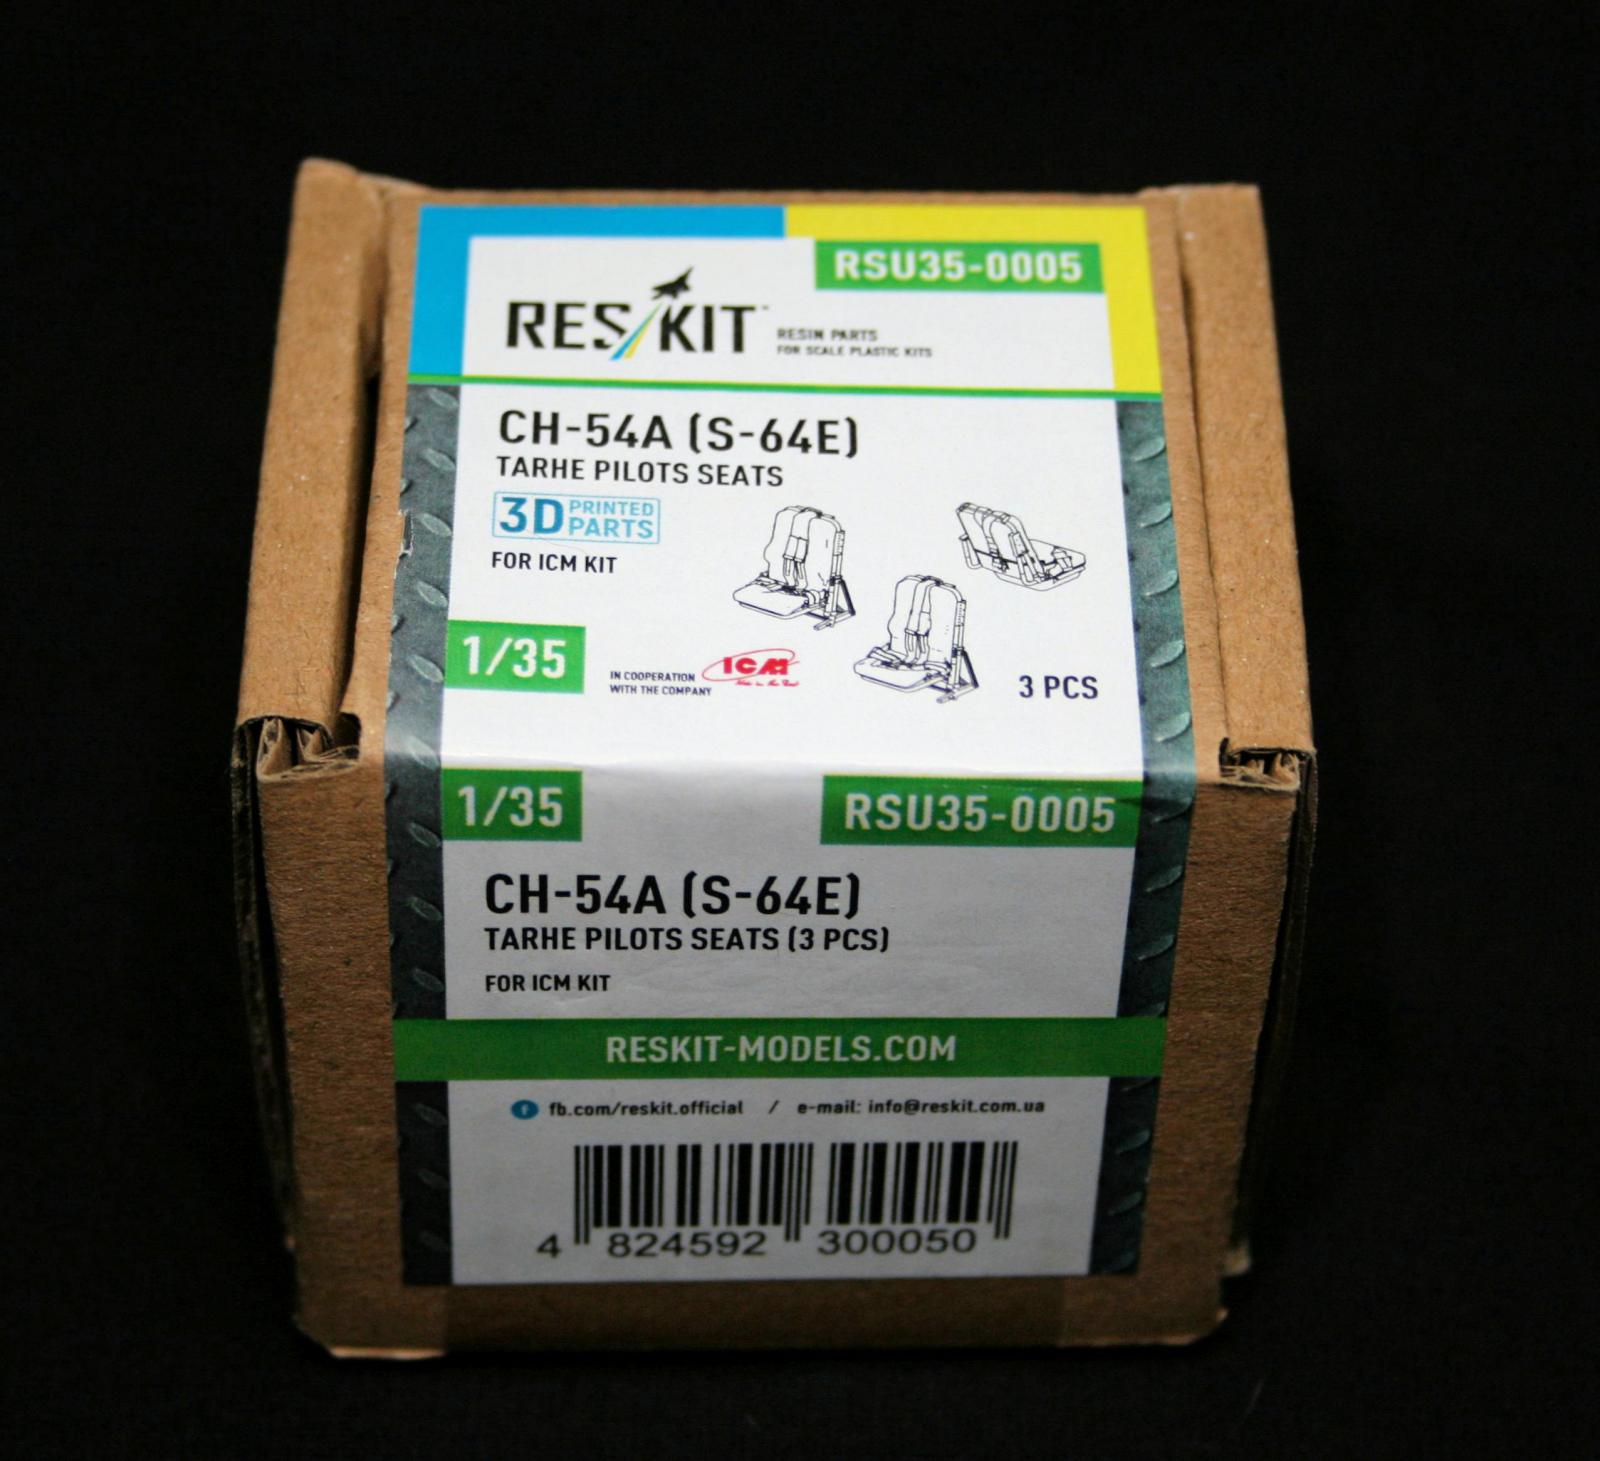 RSU35-0005
RESKIT™
RESIN PARTS
FOR SCALE PLASTIC KITS
CH-54A (S-64E)
TARHE PILOTS SEATS
3D PRINTED PARTS
FOR ICM KIT
1/35
IN COOPERATION
WITH THE COMPANY
ICM
3 PCS
1/35
RSU35-0005
CH-54A (S-64E)
TARHE PILOTS SEATS (3 PCS)
FOR ICM KIT
RESKIT-MODELS.COM
f fb.com/reskit.official / e-mail: info@reskit.com.ua
4 824592 300050